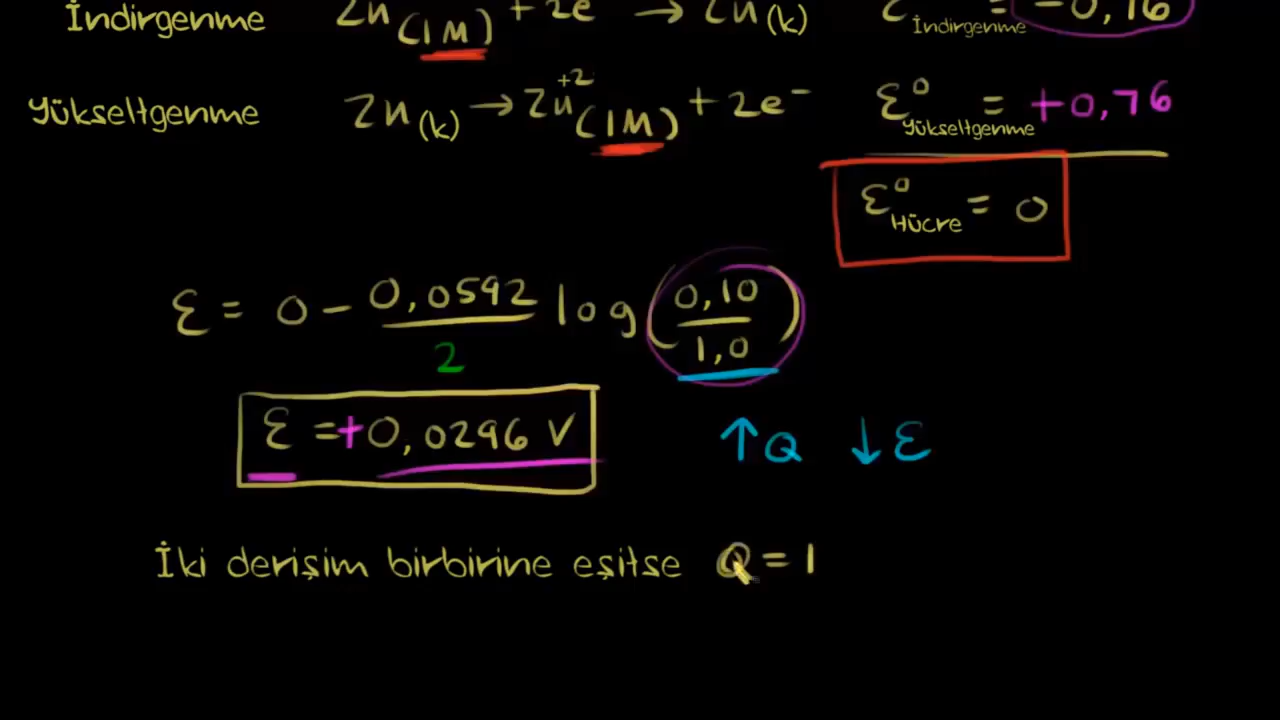 İndirgenme Zn (1M) + 2e → Zn (k) ε İndirgenme = -0,76
Yükseltgenme Zn (k) → Zn+2 (1M) + 2e- ε° Yükseltgenme = +0,76
ε° Hücre = 0
ε = 0 - 0,0592/2 log (0,10/1,0)
ε = +0,0296 V ↑Q ↓ε
İki derişim birbirine eşitse Q = 1